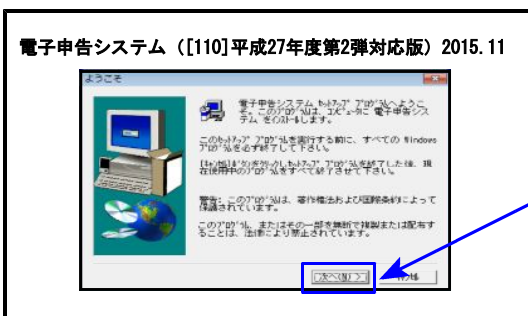 電子申告システム([110]平成27年度第2弾対応版)2015.11
ようこそ
電子申告システム ｾｯﾄｱｯﾌﾟ ﾌﾟﾛｸﾞﾗﾑへようこ
そ。このﾌﾟﾛｸﾞﾗﾑは、ｺﾝﾋﾟｭｰﾀに 電子申告シス
テム をｲﾝｽﾄｰﾙします。
このｾｯﾄｱｯﾌﾟ ﾌﾟﾛｸﾞﾗﾑを実行する前に、すべての Windows
ﾌﾟﾛｸﾞﾗﾑを必ず終了して下さい。
[ｷｬﾝｾﾙ]ﾎﾞﾀﾝをｸﾘｯｸし、ｾｯﾄｱｯﾌﾟ ﾌﾟﾛｸﾞﾗﾑを終了した後、現
在使用中のﾌﾟﾛｸﾞﾗﾑをすべて終了させて下さい。
警告: このﾌﾟﾛｸﾞﾗﾑは、著作権法および国際条約によって
保護されています。
このﾌﾟﾛｸﾞﾗﾑ、またはその一部を無断で複製または配布す
ることは、法律により禁止されています。
次へ(N) >